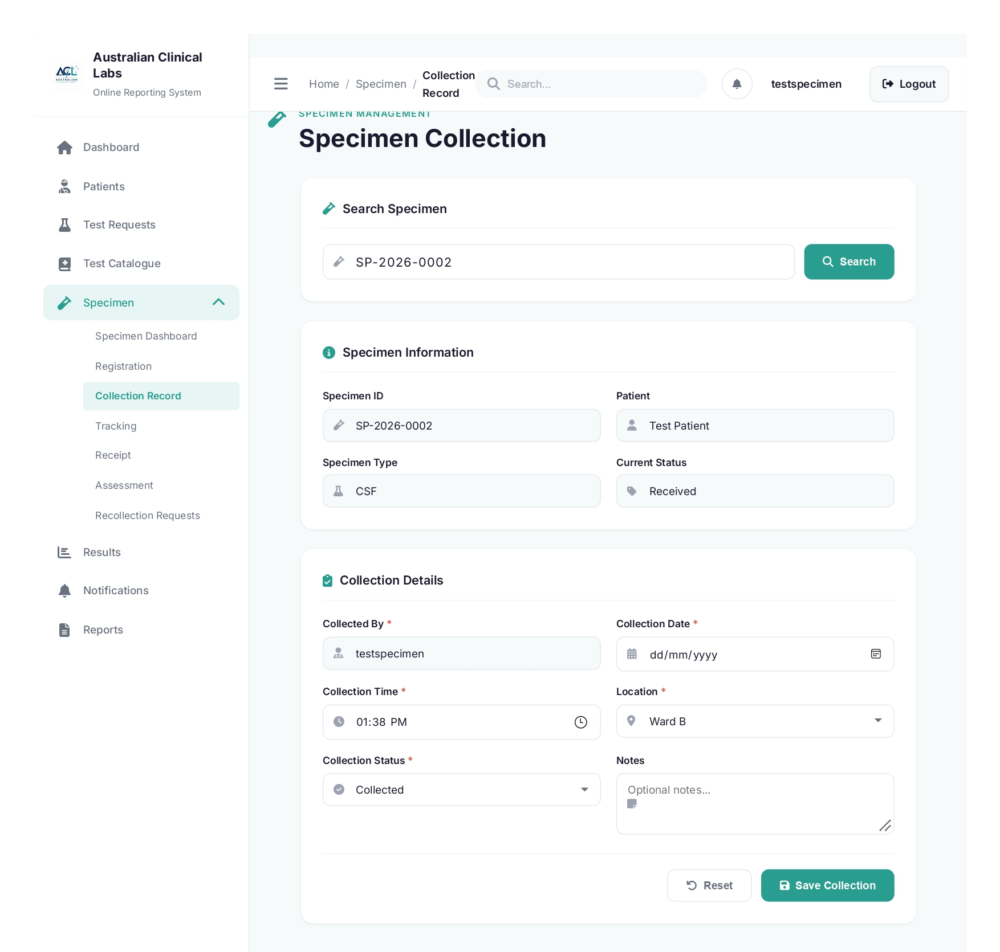 Australian Clinical
Labs
Online Reporting System
ACL
AUSTRALIAN
CLINICAL LABS
Dashboard
Patients
Test Requests
Test Catalogue
Specimen
Specimen Dashboard
Registration
Collection Record
Tracking
Receipt
Assessment
Recollection Requests
Results
Notifications
Reports
Home / Specimen / Collection
Record
Search...
testspecimen
Logout
SPECIMEN MANAGEMENT
Specimen Collection
Search Specimen
SP-2026-0002
Search
Specimen Information
Specimen ID
SP-2026-0002
Patient
Test Patient
Specimen Type
CSF
Current Status
Received
Collection Details
Collected By *
testspecimen
Collection Date *
dd/mm/yyyy
Collection Time *
01:38 PM
Location *
Ward B
Collection Status *
Collected
Notes
Optional notes...
Reset
Save Collection